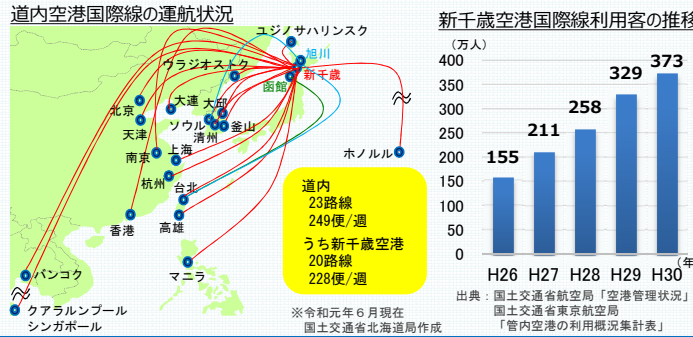 道内空港国際線の運航状況
ユジノサハリンスク
旭川
ウラジオストク
新千歳
函館
北京
大連
大邱
天津
ソウル
釜山
清州
南京
上海
杭州
台北
香港
高雄
マニラ
ホノルル
バンコク
クアラルンプール
シンガポール
道内
23路線
249便/週
うち新千歳空港
20路線
228便/週
※令和元年6月現在
国土交通省北海道局作成
新千歳空港国際線利用客の推移
(万人)
400
350
300
250
200
150
100
50
0
155
211
258
329
373
H26
H27
H28
H29
H30
(年
出典:国土交通省航空局「空港管理状況」
国土交通省東京航空局
「管内空港の利用概況集計表」